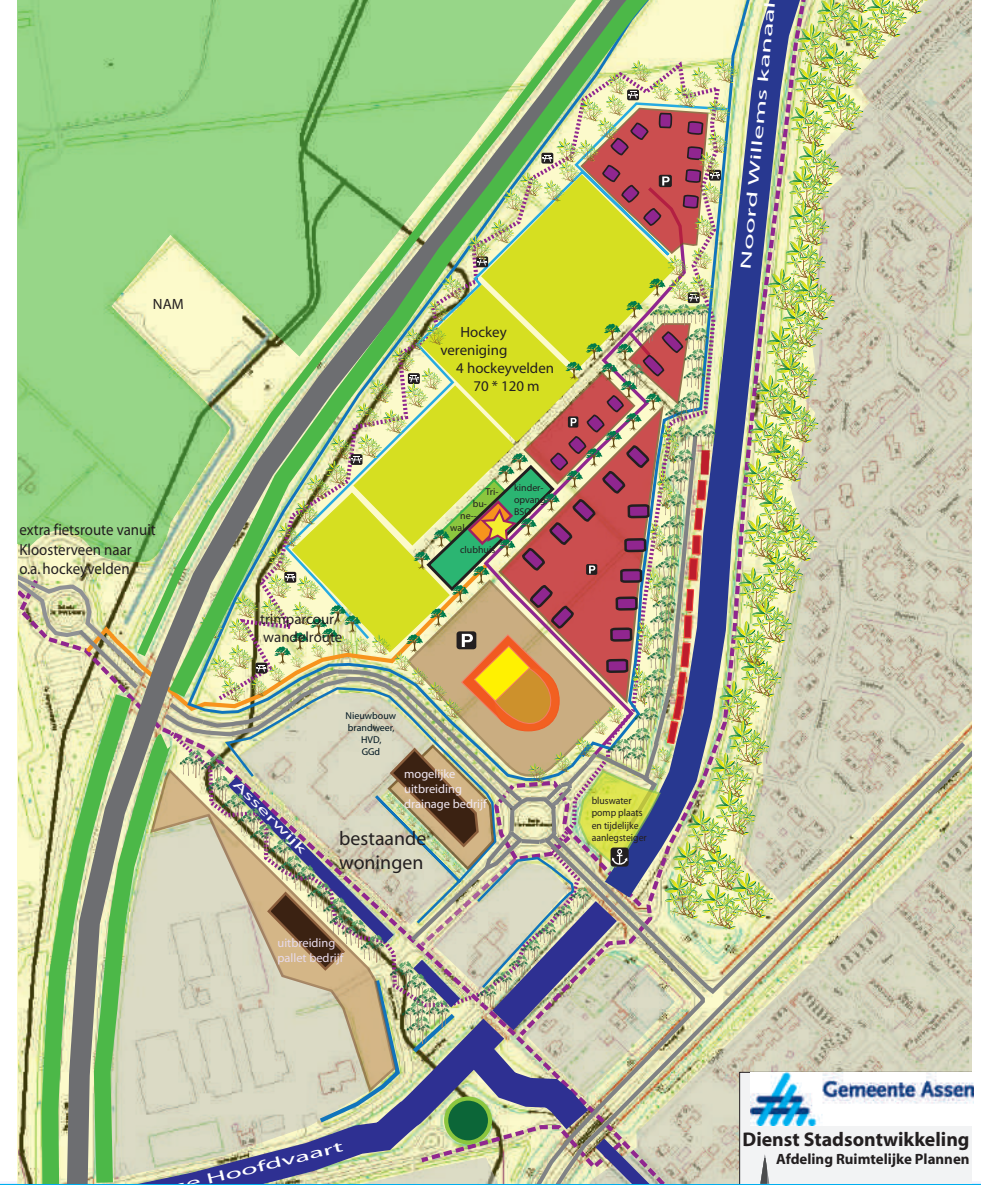 Noord Willems kanaal
P
NAM
Hockey
vereniging
4 hockeyvelden
70 * 120 m
P
Tri-
bu-
ne-
wal
kinder-
opvang
BSO
clubhuis
extra fietsroute vanuit
Kloosterveen naar
o.a. hockeyvelden
P
trimparcour/
wandelroute
P
Nieuwbouw
brandweer,
HVD,
GGd
mogelijke
uitbreiding
drainage bedrijf
bluswater
pomp plaats
en tijdelijke
aanlegsteiger
Asserwijk
bestaande
woningen
uitbreiding
pallet bedrijf
Hoofdvaart
Gemeente Assen
Dienst Stadsontwikkeling
Afdeling Ruimtelijke Plannen